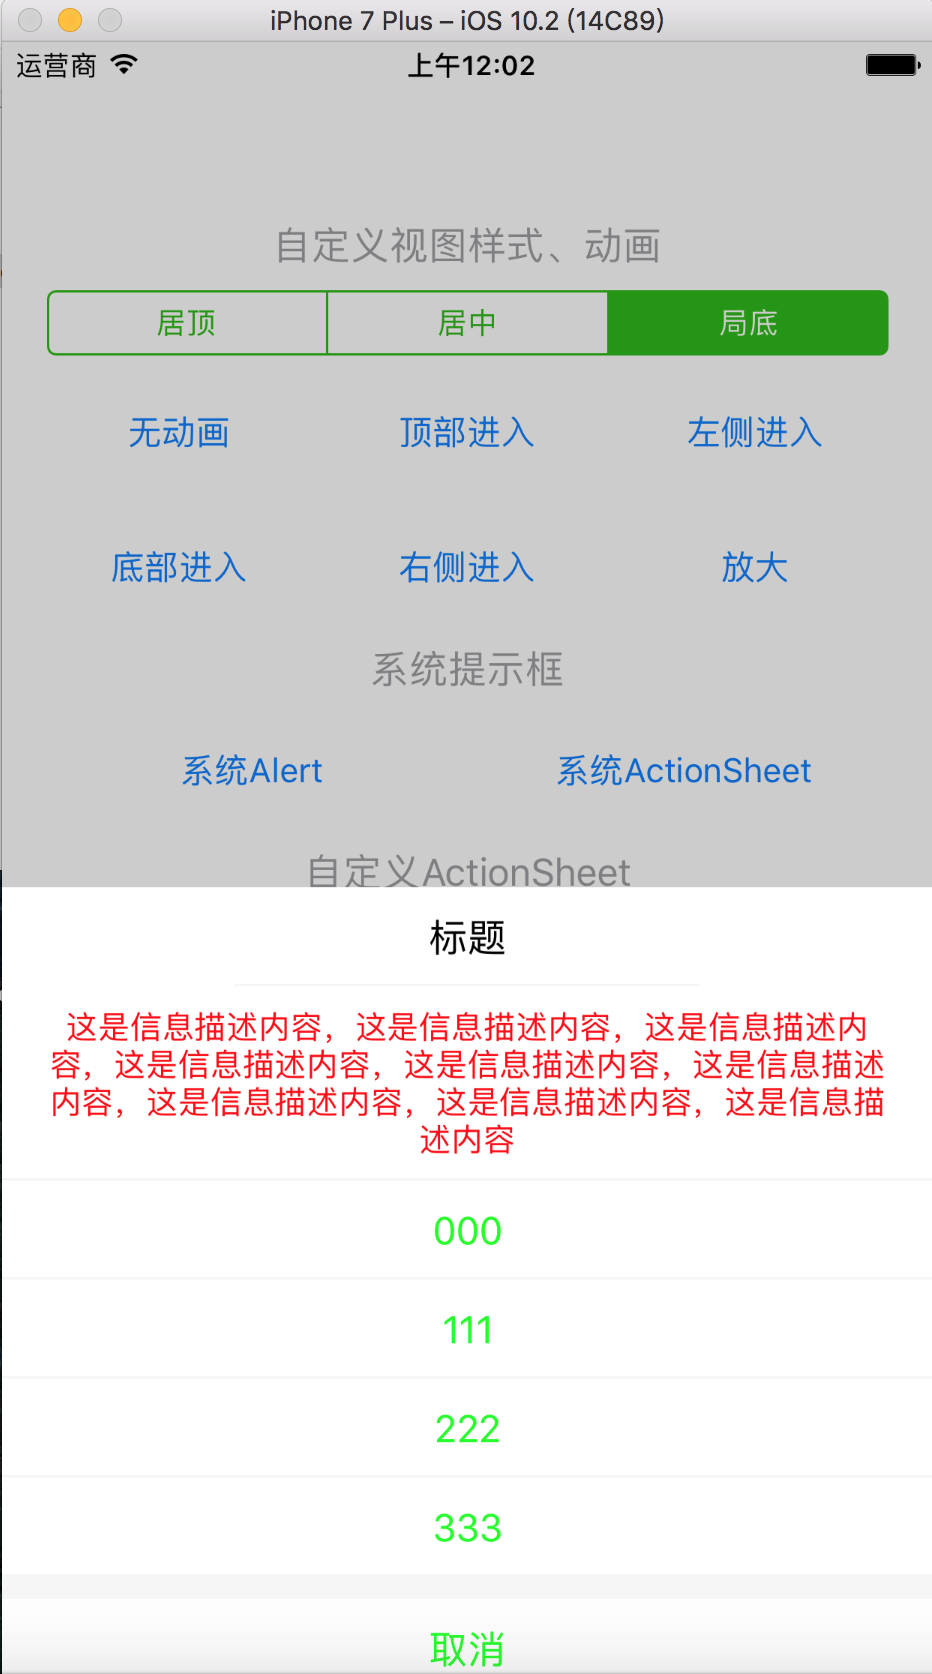 iPhone 7 Plus – iOS 10.2 (14C89)
运营商 上午12:02
自定义视图样式、动画
居顶 居中 局底
无动画 顶部进入 左侧进入
底部进入 右侧进入 放大
系统提示框
系统Alert 系统ActionSheet
自定义ActionSheet
标题
这是信息描述内容，这是信息描述内容，这是信息描述内
容，这是信息描述内容，这是信息描述内容，这是信息描述
内容，这是信息描述内容，这是信息描述内容，这是信息描
述内容
000
111
222
333
取消